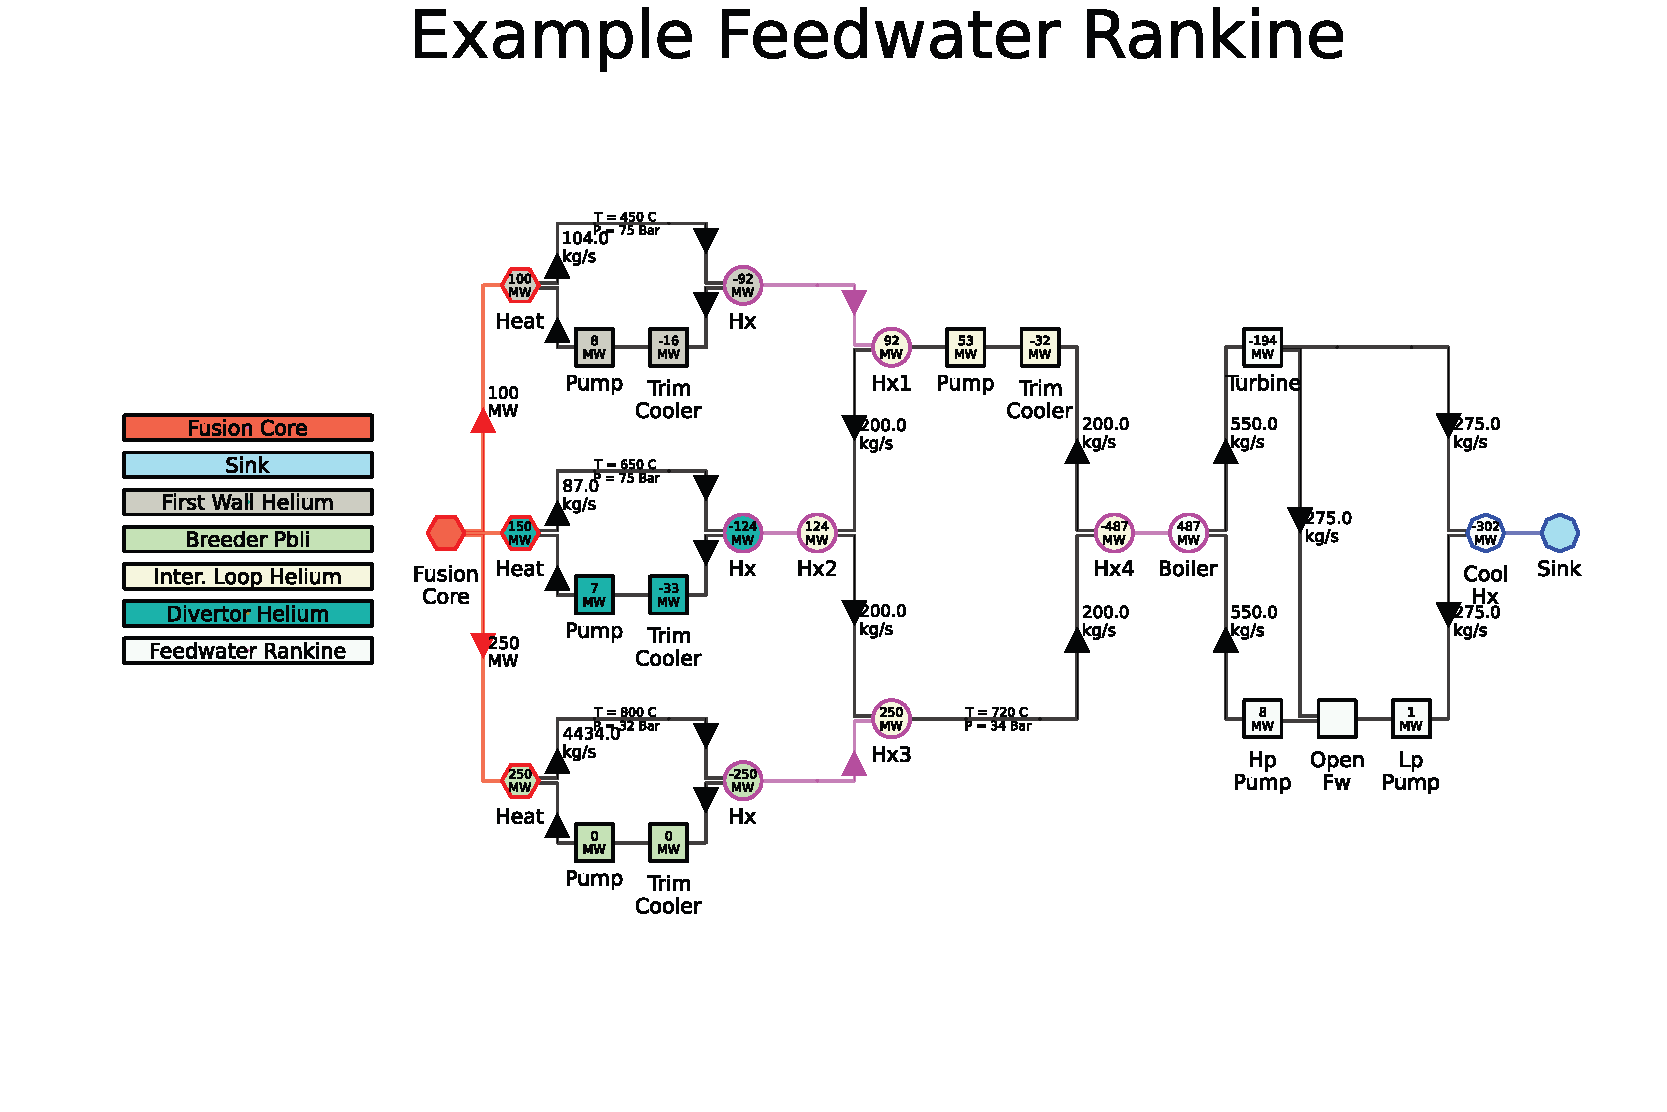 Example Feedwater Rankine
Fusion Core
Sink
First Wall Helium
Breeder Pbli
Inter. Loop Helium
Divertor Helium
Feedwater Rankine
Fusion
Core
100
MW
250
MW
100
MW
Heat
104.0
kg/s
T = 450 C
P = 75 Bar
8
MW
Pump
-16
MW
Trim
Cooler
-92
MW
Hx
150
MW
Heat
87.0
kg/s
T = 650 C
P = 75 Bar
7
MW
Pump
-33
MW
Trim
Cooler
-124
MW
Hx
124
MW
Hx2
250
MW
Heat
4434.0
kg/s
T = 800 C
P = 32 Bar
0
MW
Pump
0
MW
Trim
Cooler
-250
MW
Hx
92
MW
Hx1
53
MW
Pump
-32
MW
Trim
Cooler
200.0
kg/s
200.0
kg/s
200.0
kg/s
200.0
kg/s
250
MW
Hx3
T = 720 C
P = 34 Bar
-487
MW
Hx4
487
MW
Boiler
-194
MW
Turbine
550.0
kg/s
550.0
kg/s
275.0
kg/s
275.0
kg/s
275.0
kg/s
-302
MW
Cool
Hx
Sink
8
MW
Hp
Pump
Open
Fw
1
MW
Lp
Pump